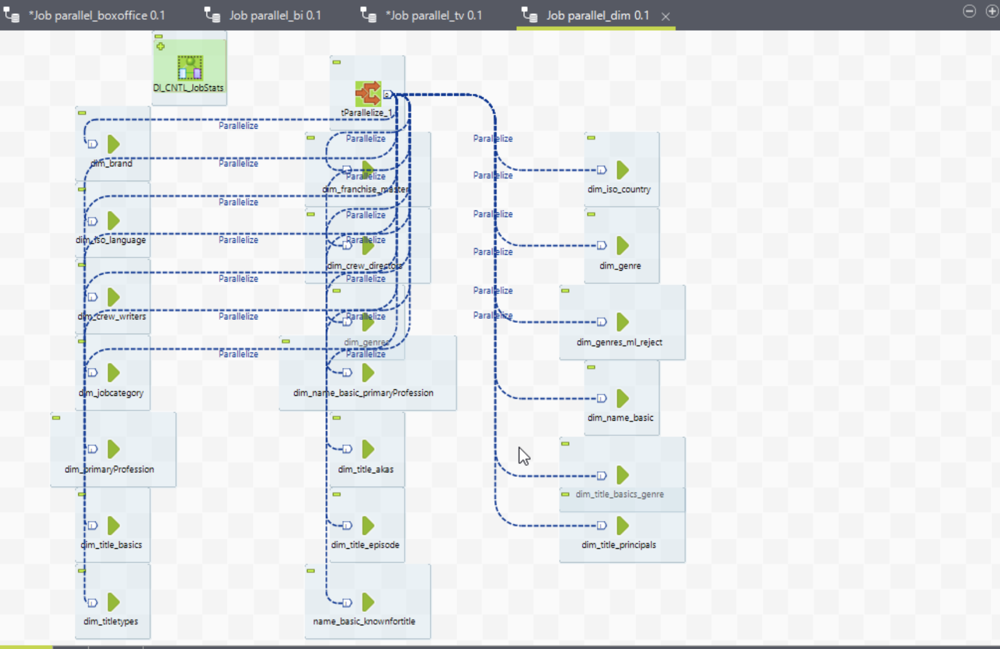 *Job parallel_boxoffice 0.1
Job parallel_bi 0.1
*Job parallel_tv 0.1
Job parallel_dim 0.1
DI_CNTL_JobStats
tParallelize_1
Parallelize
Parallelize
Parallelize
dim_brand
Parallelize
Parallelize
Parallelize
dim_franchise_master
dim_iso_country
Parallelize
Parallelize
Parallelize
dim_iso_language
Parallelize
Parallelize
Parallelize
dim_crew_directors
dim_genre
Parallelize
Parallelize
Parallelize
dim_crew_writers
Parallelize
Parallelize
Parallelize
dim_genres
dim_genres_ml_reject
Parallelize
Parallelize
dim_jobcategory
dim_name_basic_primaryProfession
dim_name_basic
dim_primaryProfession
dim_title_akas
dim_title_basics_genre
dim_title_basics
dim_title_episode
dim_title_principals
dim_titletypes
name_basic_knownfortitle